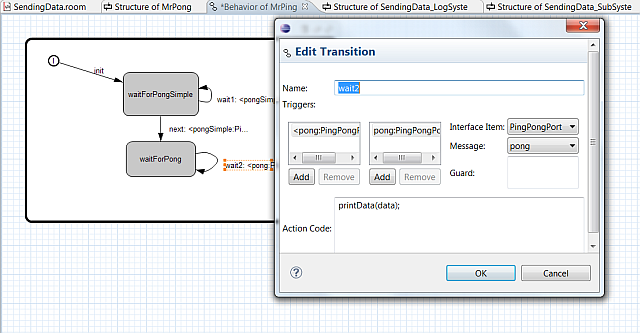 SendingData.room
Structure of MrPong
*Behavior of MrPing
Structure of SendingData_LogSyste
Structure of SendingData_SubSyste
I
init
waitForPongSimple
wait1: <pongSim
next: <pongSimple:Pi...
waitForPong
wait2: <pong
Edit Transition
Name:
wait2
Triggers:
<pong:PingPongP
pong:PingPongPo
Interface Item:
PingPongPort
Message:
pong
Add
Remove
Add
Remove
Guard:
printData(data);
Action Code:
?
OK
Cancel